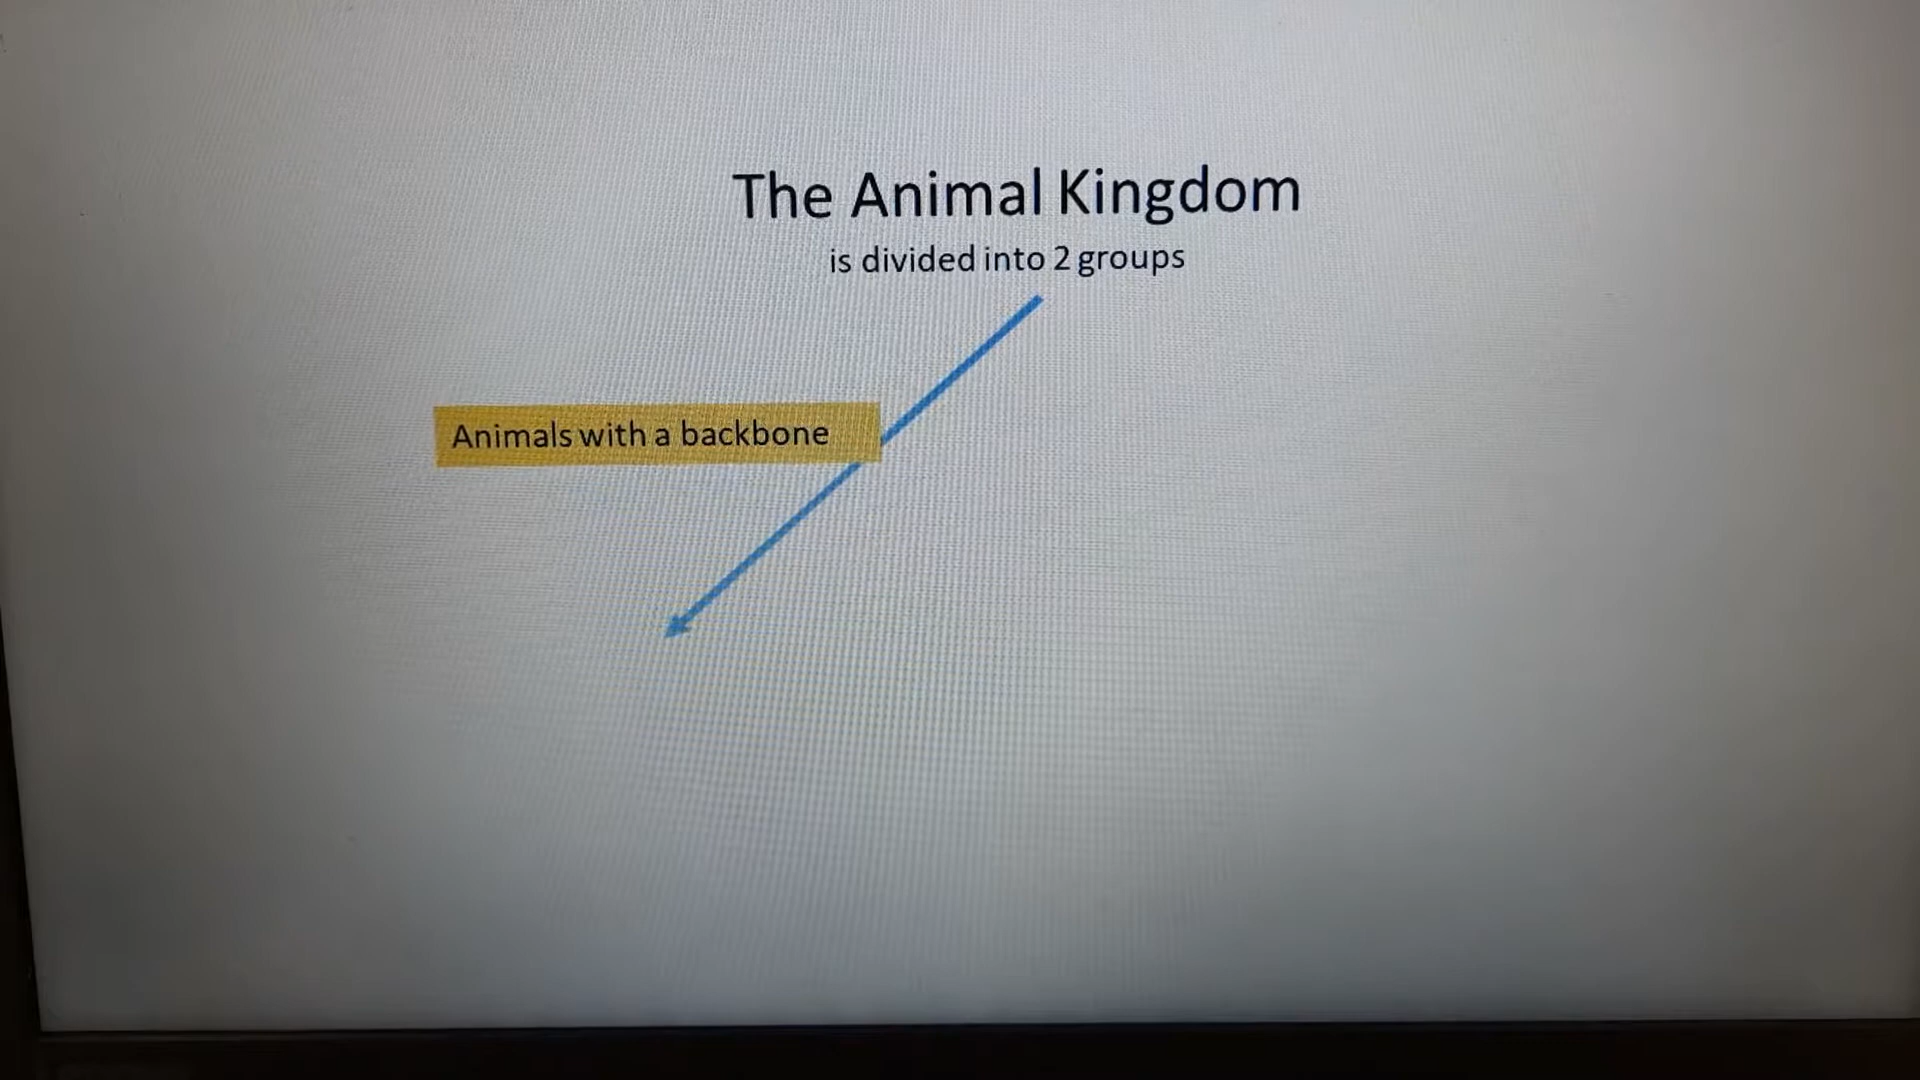 The Animal Kingdom
is divided into 2 groups
Animals with a backbone